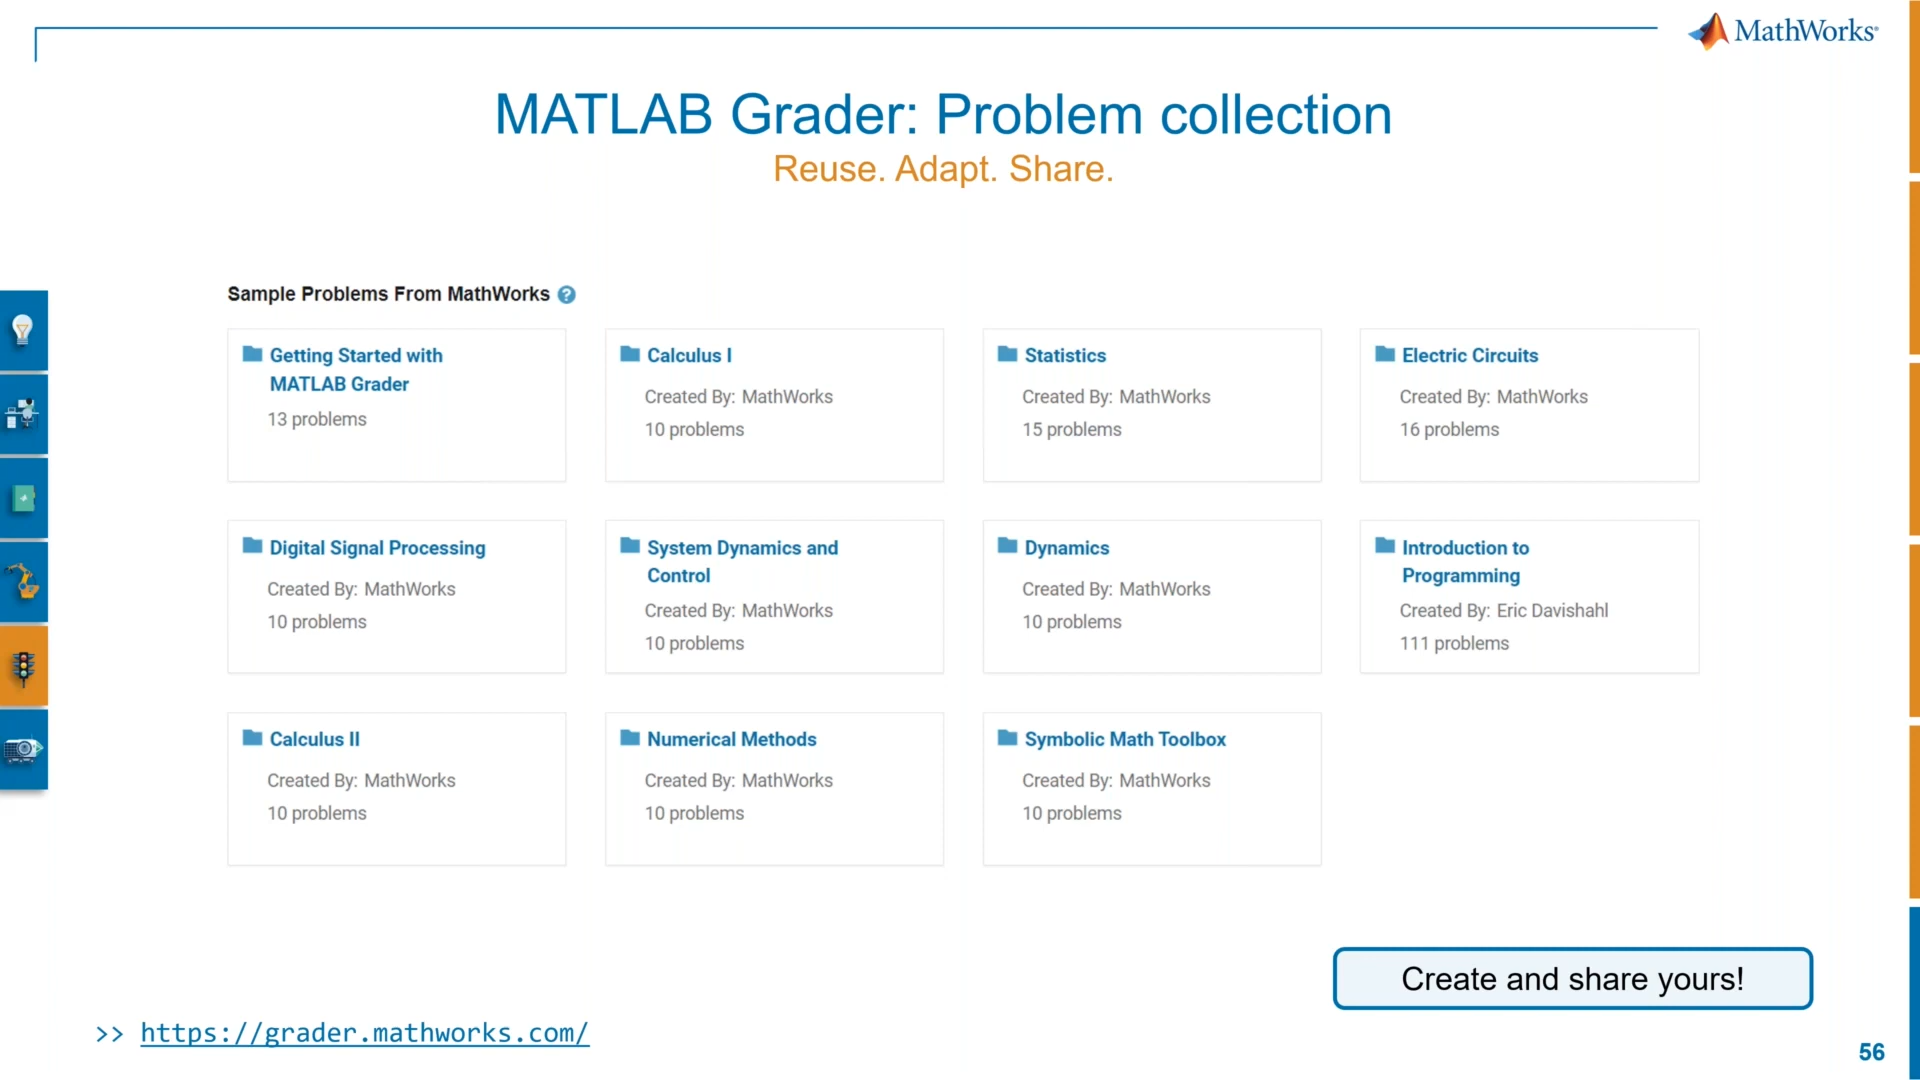 MathWorks®
MATLAB Grader: Problem collection
Reuse. Adapt. Share.
Sample Problems From MathWorks ?
Getting Started with
MATLAB Grader
13 problems
Calculus I
Created By: MathWorks
10 problems
Statistics
Created By: MathWorks
15 problems
Electric Circuits
Created By: MathWorks
16 problems
Digital Signal Processing
Created By: MathWorks
10 problems
System Dynamics and
Control
Created By: MathWorks
10 problems
Dynamics
Created By: MathWorks
10 problems
Introduction to
Programming
Created By: Eric Davishahl
111 problems
Calculus II
Created By: MathWorks
10 problems
Numerical Methods
Created By: MathWorks
10 problems
Symbolic Math Toolbox
Created By: MathWorks
10 problems
Create and share yours!
>> https://grader.mathworks.com/
56